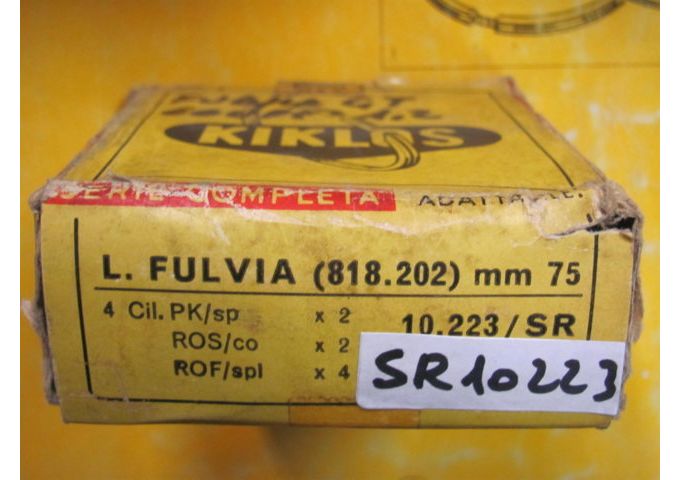 KIKLOS
SERIE COMPLETA ADATTABILE
L. FULVIA (818.202) mm 75
4 Cil. PK/sp x 2 10.223/SR
ROS/co x 2
ROF/spl x 4
SR10223